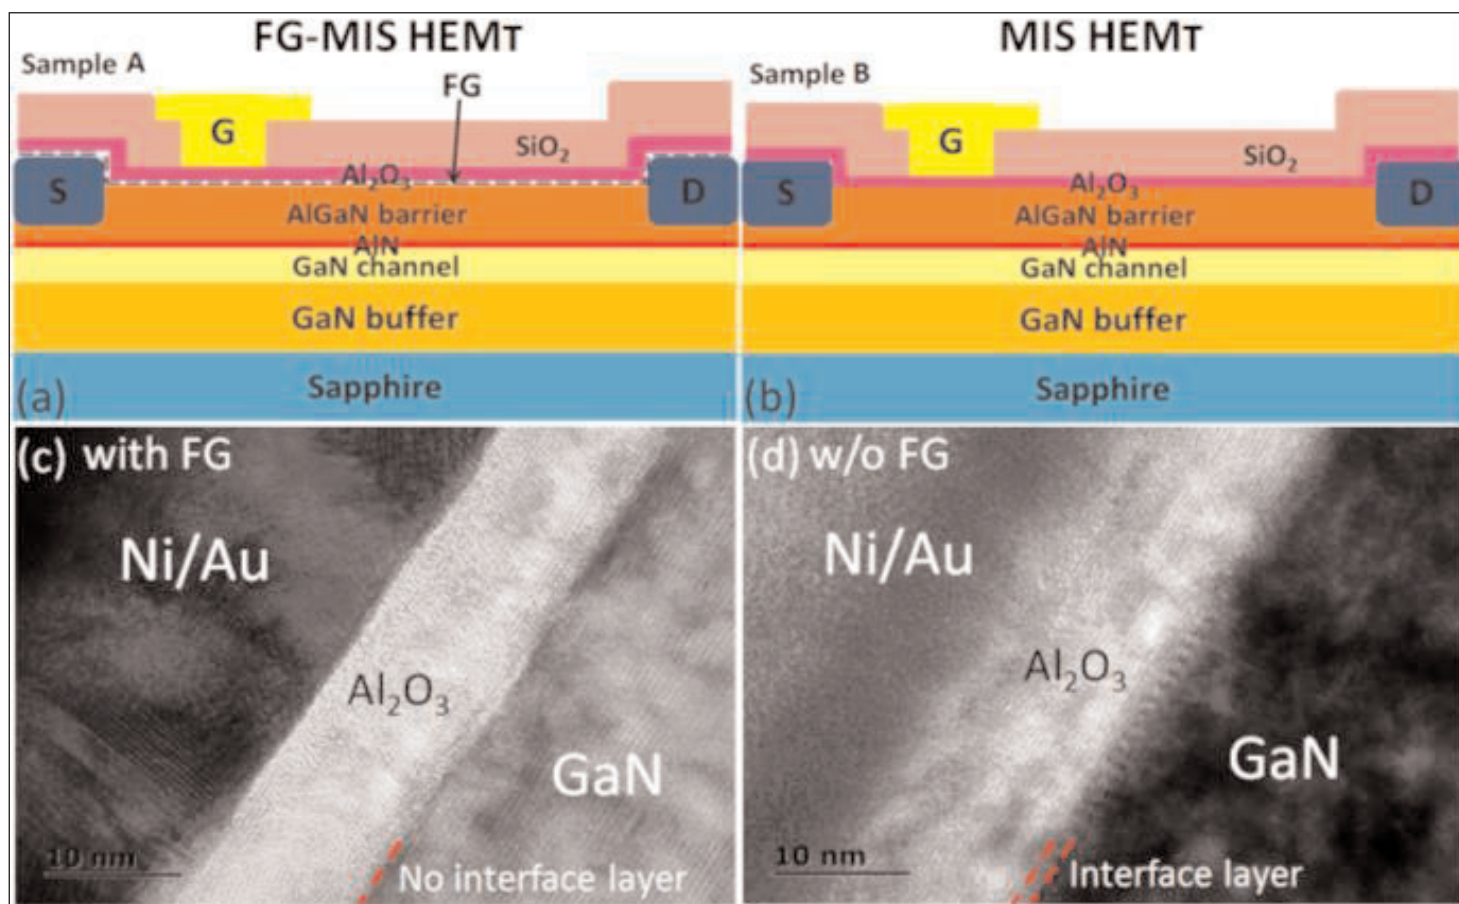 FG-MIS HEMT
Sample A
FG
G
SiO₂
Al₂O₃
S
D
AlGaN barrier
AlN
GaN channel
GaN buffer
Sapphire
(a)
MIS HEMT
Sample B
G
SiO₂
Al₂O₃
S
D
AlGaN barrier
AlN
GaN channel
GaN buffer
Sapphire
(b)
(c) with FG
Ni/Au
Al₂O₃
GaN
10 nm
No interface layer
(d) w/o FG
Ni/Au
Al₂O₃
GaN
10 nm
Interface layer